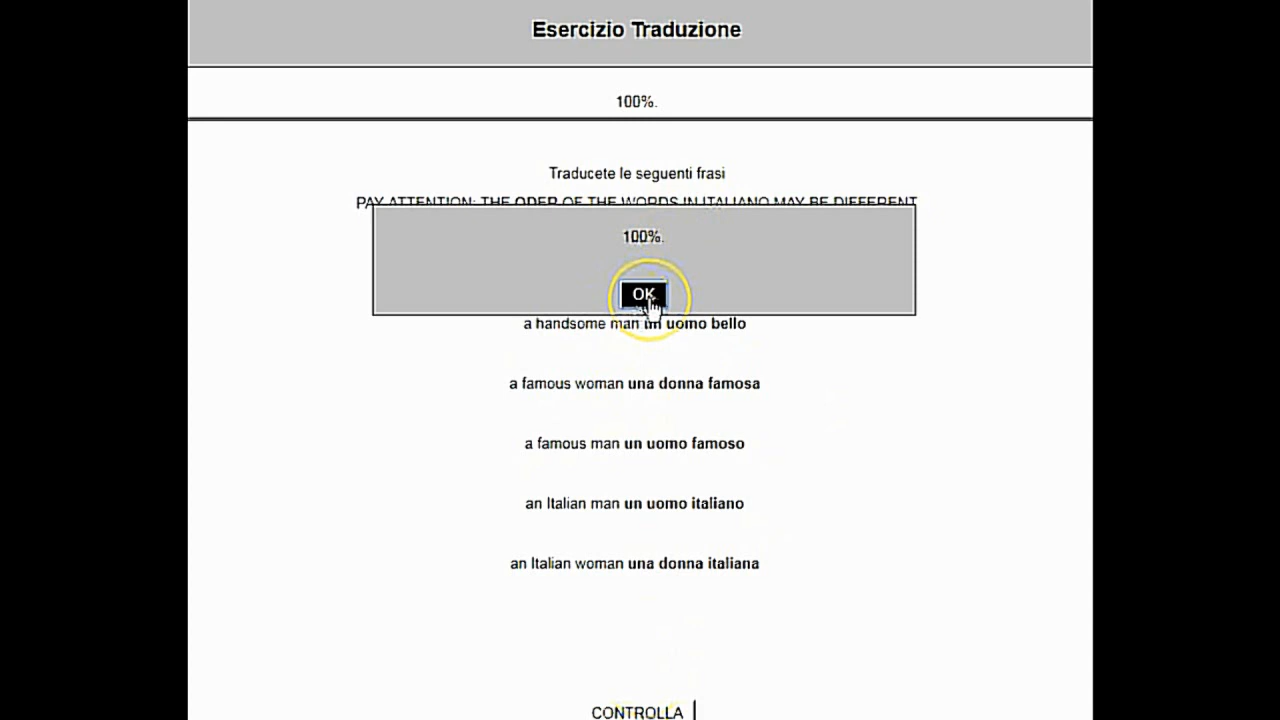 Esercizio Traduzione
100%.
Traducete le seguenti frasi
PAY ATTENTION: THE ODER OF THE WORDS IN ITALIANO MAY BE DIFFERENT
100%.
OK
a handsome man un uomo bello
a famous woman una donna famosa
a famous man un uomo famoso
an Italian man un uomo italiano
an Italian woman una donna italiana
CONTROLLA